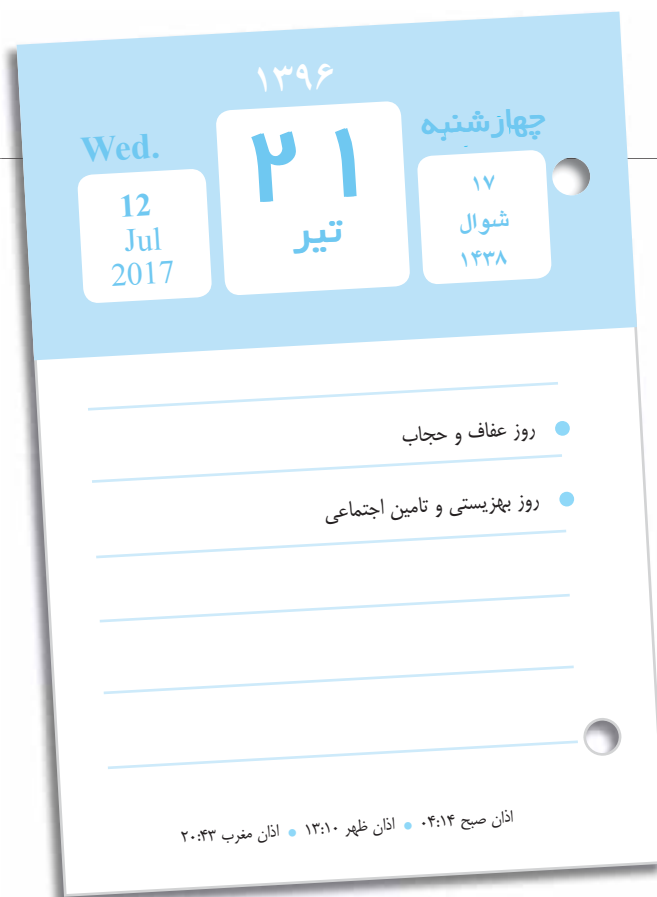 ۱۳۹۶
چهارشنبه
۲۱
تیر
۱۷
شوال
۱۴۳۸
Wed.
12
Jul
2017
روز عفاف و حجاب
روز بهزیستی و تامین اجتماعی
اذان صبح ۰۴:۱۴ • اذان ظهر ۱۳:۱۰ • اذان مغرب ۲۰:۴۳